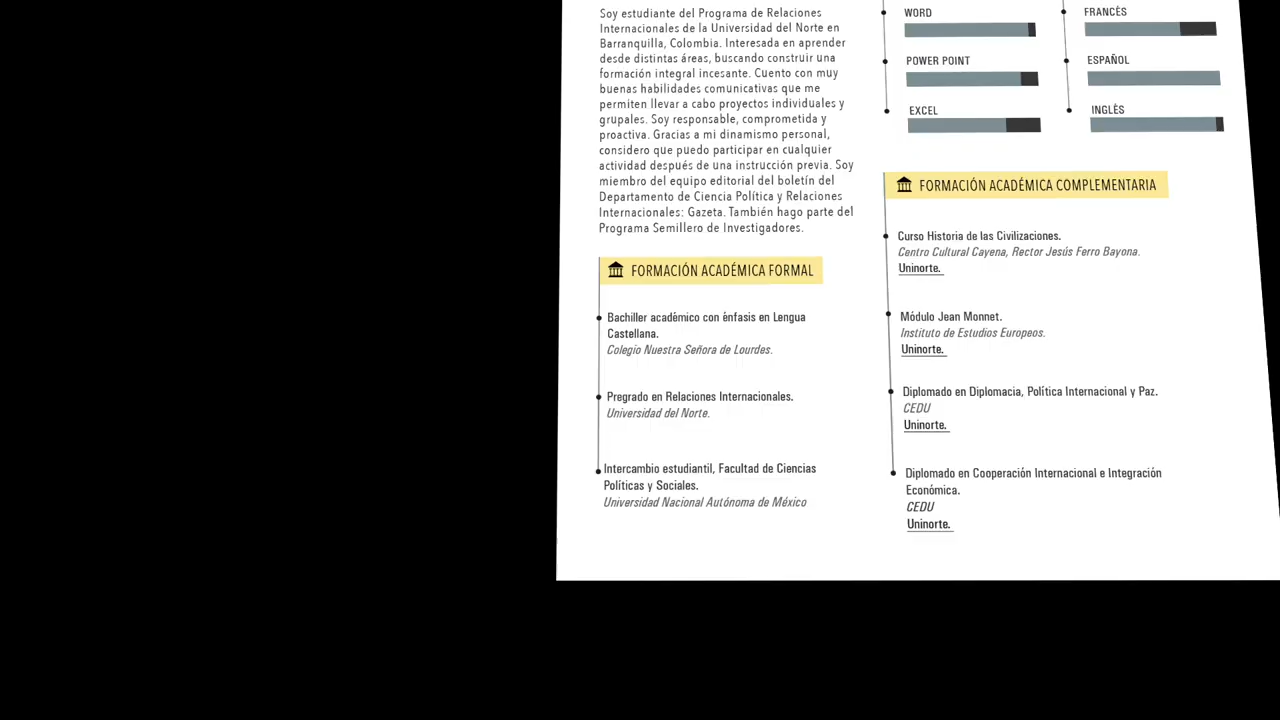 Soy estudiante del Programa de Relaciones
Internacionales de la Universidad del Norte en
Barranquilla, Colombia. Interesada en aprender
desde distintas áreas, buscando construir una
formación integral incesante. Cuento con muy
buenas habilidades comunicativas que me
permiten llevar a cabo proyectos individuales y
grupales. Soy responsable, comprometida y
proactiva. Gracias a mi dinamismo personal,
considero que puedo participar en cualquier
actividad después de una instrucción previa. Soy
miembro del equipo editorial del boletín del
Departamento de Ciencia Política y Relaciones
Internacionales: Gazeta. También hago parte del
Programa Semillero de Investigadores.
FORMACIÓN ACADÉMICA FORMAL
Bachiller académico con énfasis en Lengua
Castellana.
Colegio Nuestra Señora de Lourdes.
Pregrado en Relaciones Internacionales.
Universidad del Norte.
Intercambio estudiantil, Facultad de Ciencias
Políticas y Sociales.
Universidad Nacional Autónoma de México
WORD
POWER POINT
EXCEL
FRANCÈS
ESPAÑOL
INGLÈS
FORMACIÓN ACADÉMICA COMPLEMENTARIA
Curso Historia de las Civilizaciones.
Centro Cultural Cayena, Rector Jesús Ferro Bayona.
Uninorte.
Módulo Jean Monnet.
Instituto de Estudios Europeos.
Uninorte.
Diplomado en Diplomacia, Política Internacional y Paz.
CEDU
Uninorte.
Diplomado en Cooperación Internacional e Integración
Económica.
CEDU
Uninorte.